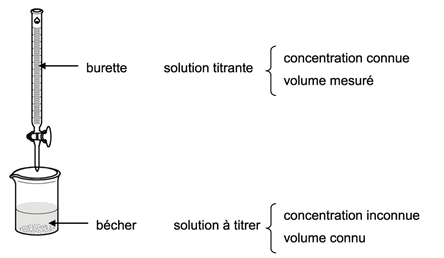 burette
solution titrante
concentration connue
volume mesuré
bécher
solution à titrer
concentration inconnue
volume connu